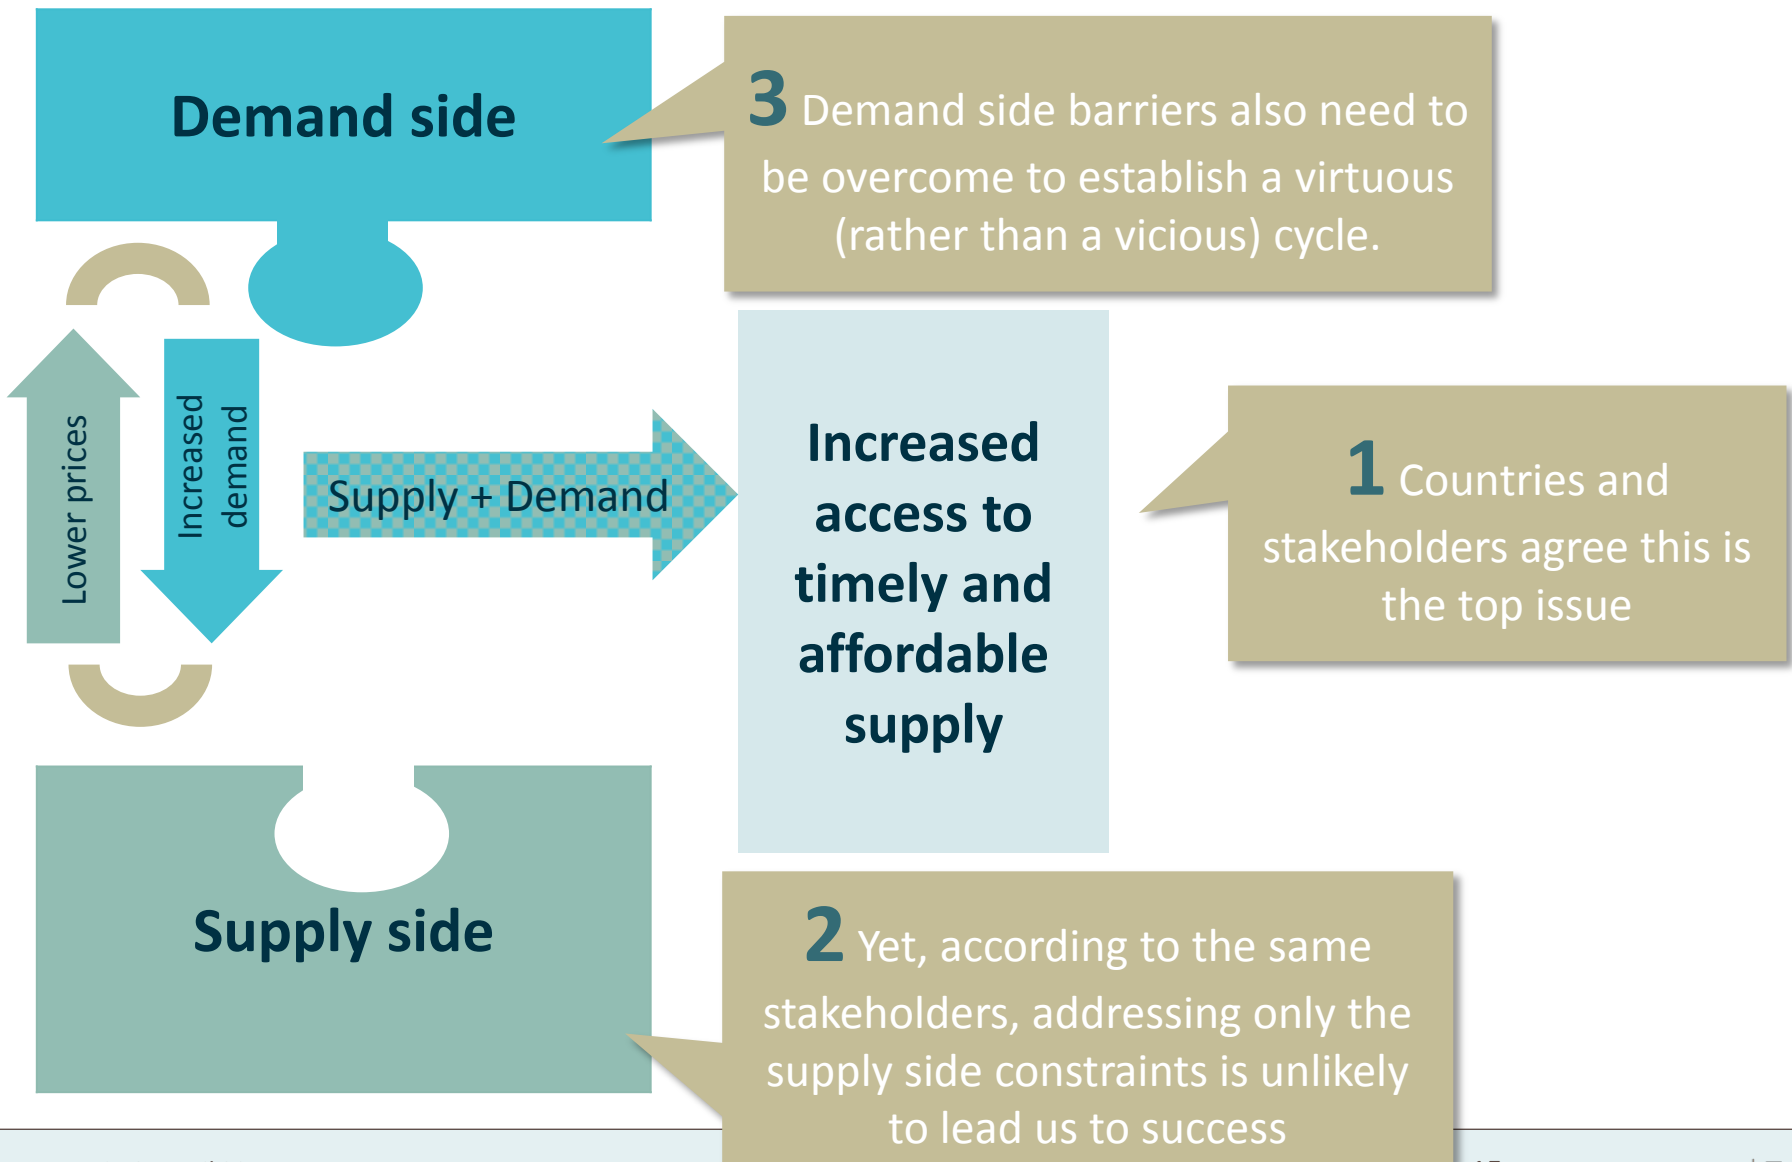 Demand side
3 Demand side barriers also need to
be overcome to establish a virtuous
(rather than a vicious) cycle.
Lower prices
Increased
demand
Supply + Demand
Increased
access to
timely and
affordable
supply
1 Countries and
stakeholders agree this is
the top issue
Supply side
2 Yet, according to the same
stakeholders, addressing only the
supply side constraints is unlikely
to lead us to success